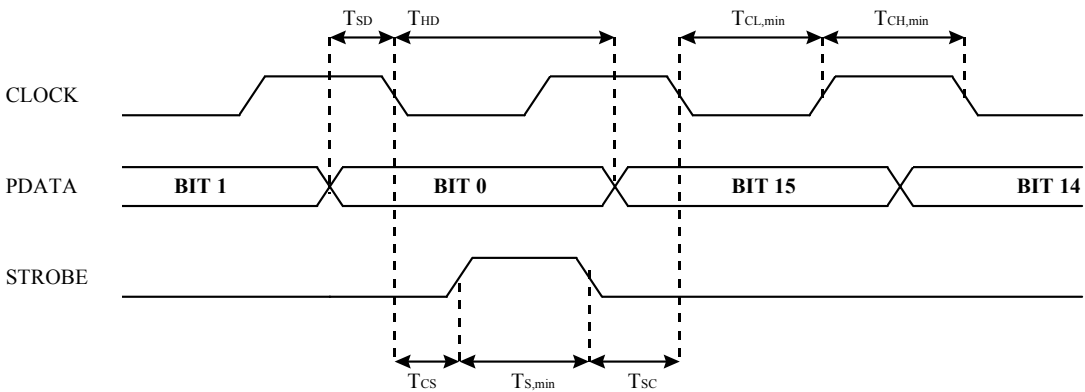 TSD THD TCL,min TCH,min
CLOCK
PDATA BIT 1 BIT 0 BIT 15 BIT 14
STROBE
TCS TS,min TSC